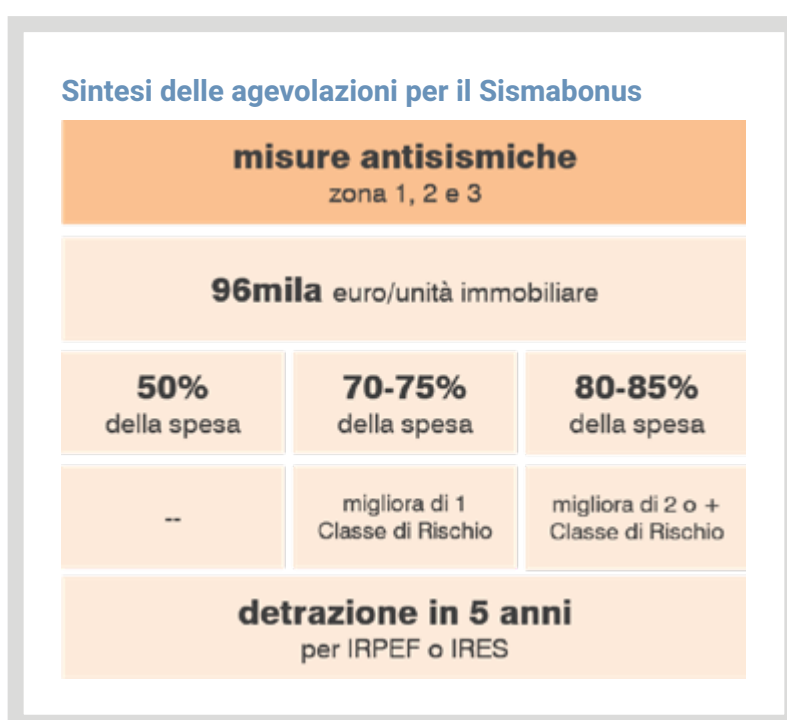 Sintesi delle agevolazioni per il Sismabonus
misure antisismiche
zona 1, 2 e 3
96mila euro/unità immobiliare
50%
della spesa
70-75%
della spesa
80-85%
della spesa
--
migliora di 1
Classe di Rischio
migliora di 2 o +
Classe di Rischio
detrazione in 5 anni
per IRPEF o IRES